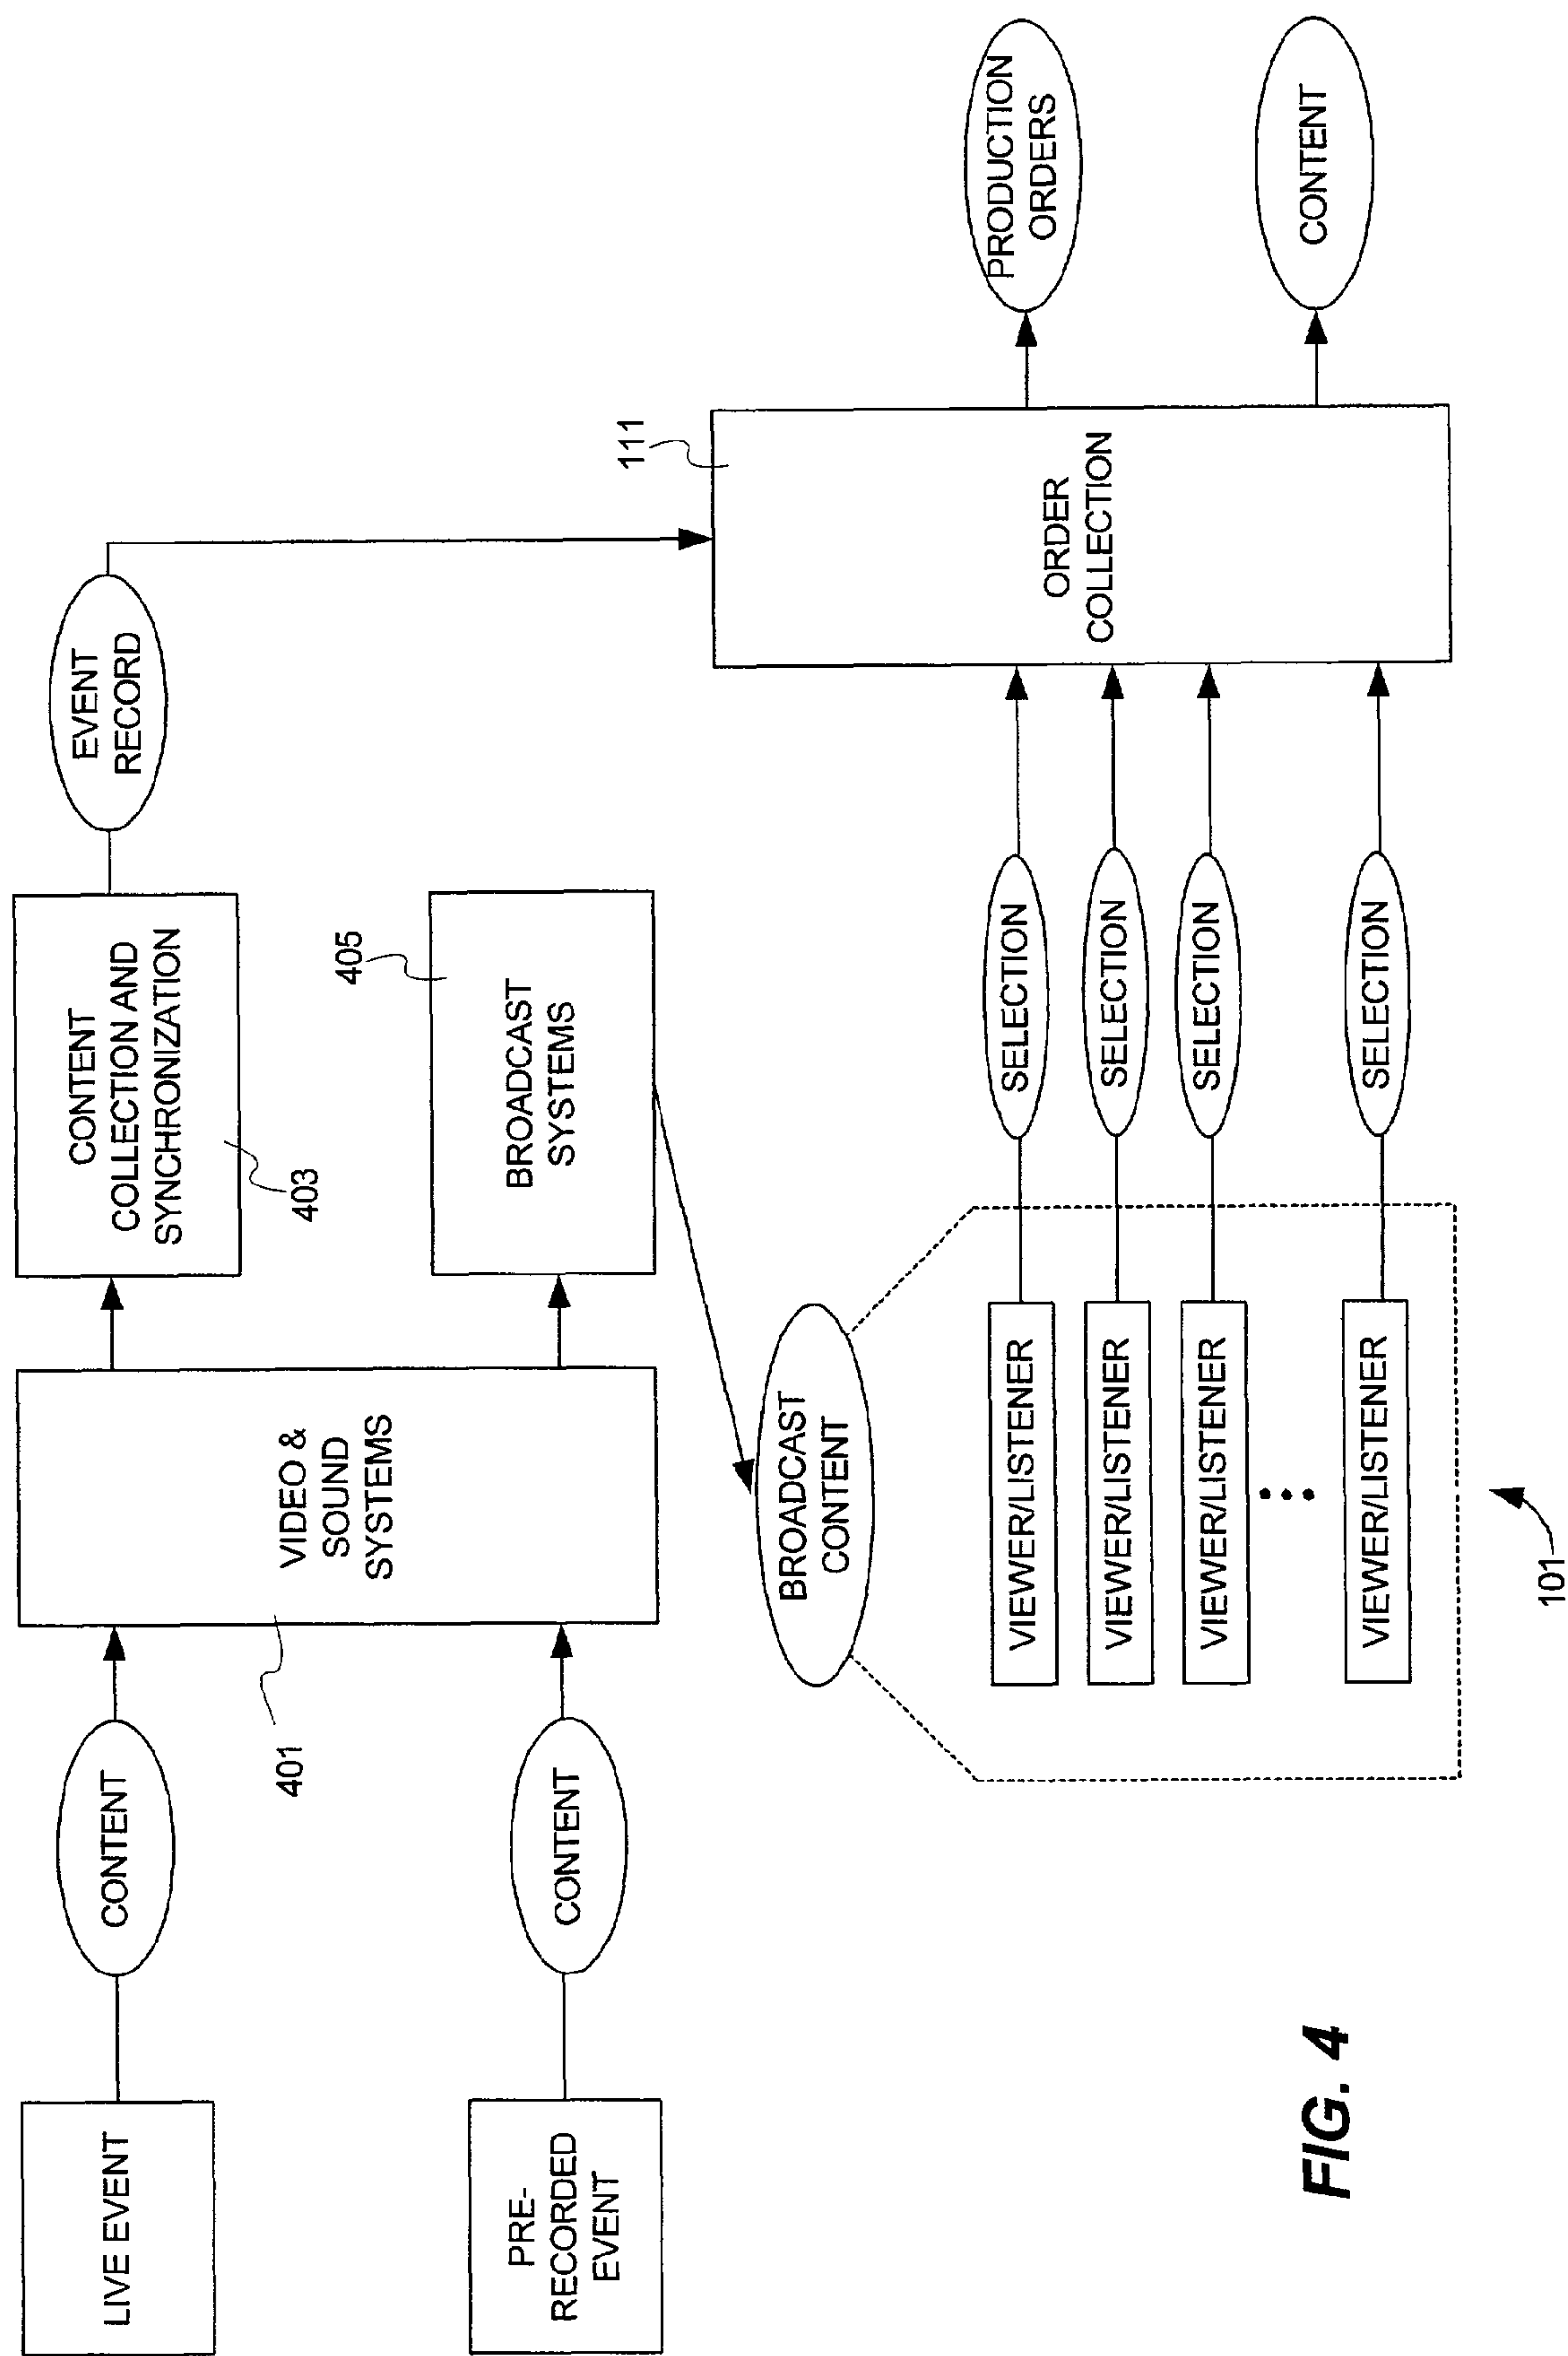 LIVE EVENT
CONTENT
PRE-
RECORDED
EVENT
CONTENT
401
VIDEO &
SOUND
SYSTEMS
CONTENT
COLLECTION AND
SYNCHRONIZATION
403
BROADCAST
SYSTEMS
405
EVENT
RECORD
BROADCAST
CONTENT
VIEWER/LISTENER
VIEWER/LISTENER
VIEWER/LISTENER
VIEWER/LISTENER
101
SELECTION
SELECTION
SELECTION
SELECTION
111
ORDER
COLLECTION
PRODUCTION
ORDERS
CONTENT
FIG. 4